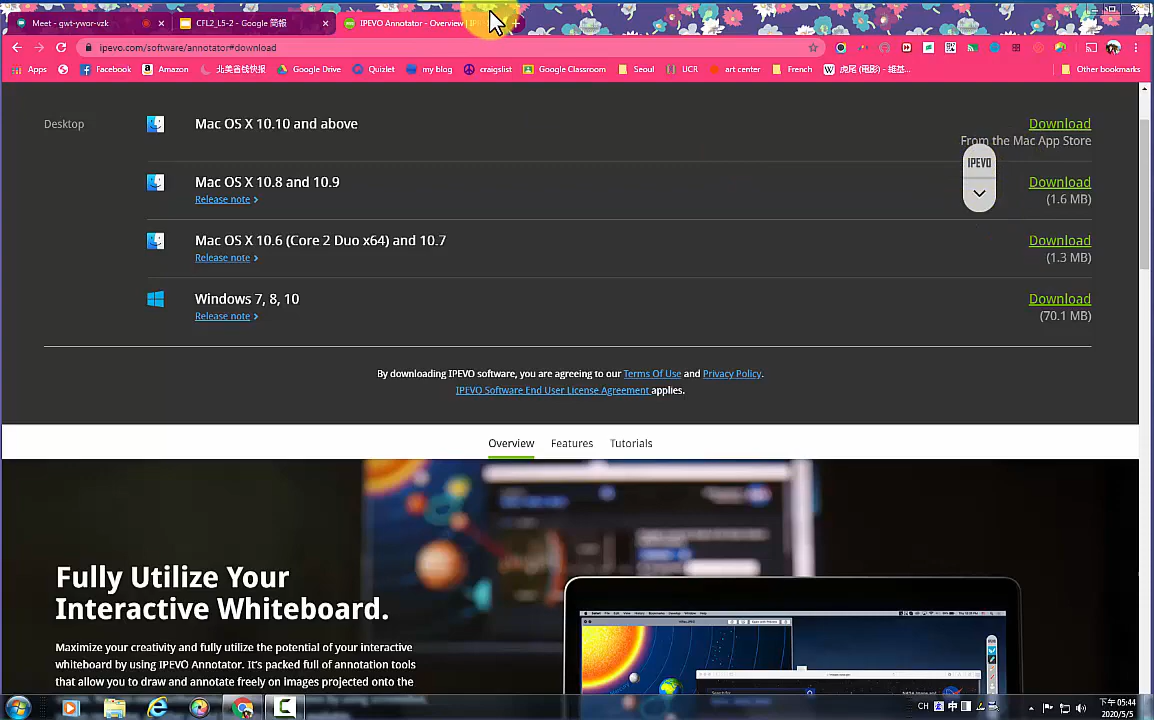 Meet - gwt-ywor-vzk
CFL2_L5-2 - Google 簡報
IPEVO Annotator - Overview | IPE
ipevo.com/software/annotator#download
Apps
Facebook
Amazon
北美省钱快报
Google Drive
Quizlet
my blog
craigslist
Google Classroom
Seoul
UCR
art center
French
虎尾 (電影) - 維基...
Other bookmarks
Desktop
Mac OS X 10.10 and above
Download
From the Mac App Store
IPEVO
Mac OS X 10.8 and 10.9
Download
Release note >
(1.6 MB)
Mac OS X 10.6 (Core 2 Duo x64) and 10.7
Download
Release note >
(1.3 MB)
Windows 7, 8, 10
Download
Release note >
(70.1 MB)
By downloading IPEVO software, you are agreeing to our Terms Of Use and Privacy Policy.
IPEVO Software End User License Agreement applies.
Overview
Features
Tutorials
Fully Utilize Your
Interactive Whiteboard.
Maximize your creativity and fully utilize the potential of your interactive
whiteboard by using IPEVO Annotator. It's packed full of annotation tools
that allow you to draw and annotate freely on images projected onto the
CH
中
下午 05:44
2020/5/5